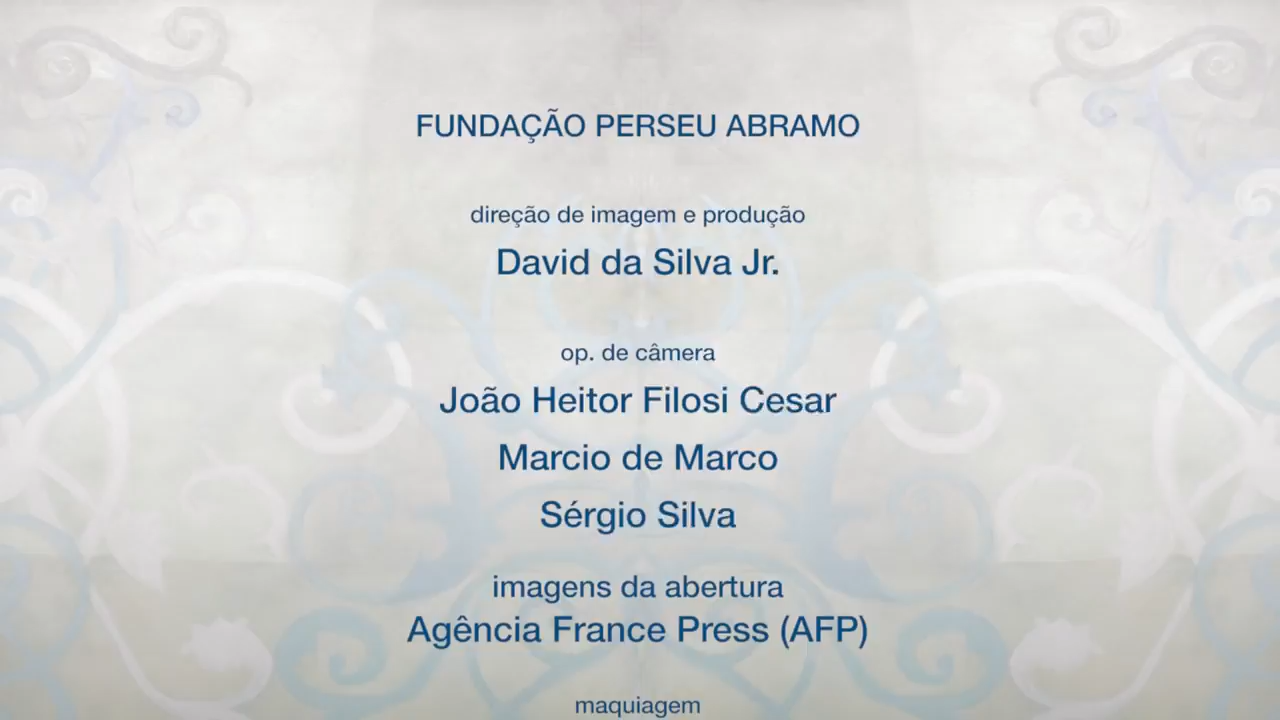 FUNDAÇÃO PERSEU ABRAMO
direção de imagem e produção
David da Silva Jr.
op. de câmera
João Heitor Filosi Cesar
Marcio de Marco
Sérgio Silva
imagens da abertura
Agência France Press (AFP)
maquiagem